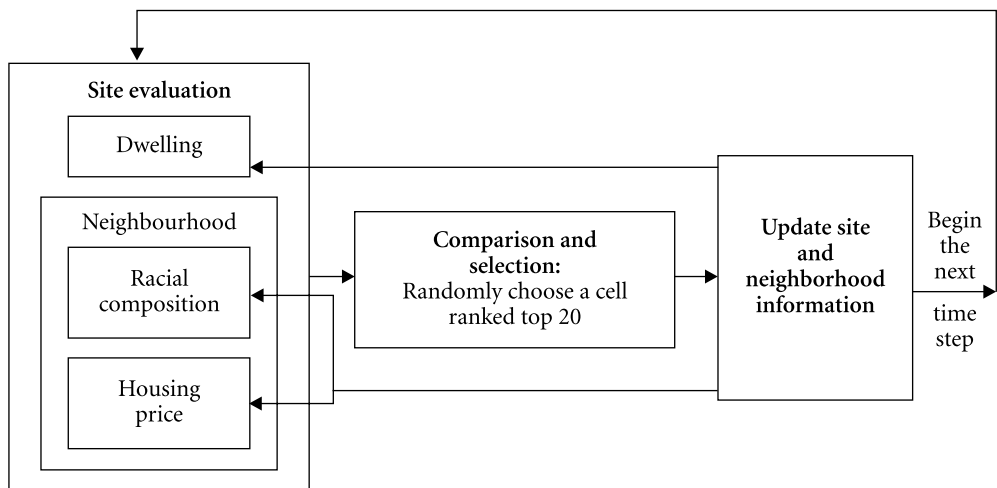 Site evaluation
Dwelling
Neighbourhood
Racial
composition
Housing
price
Comparison and
selection:
Randomly choose a cell
ranked top 20
Update site
and
neighborhood
information
Begin
the
next
time
step